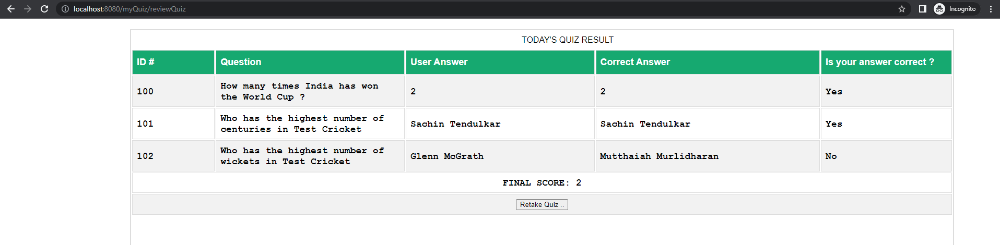 localhost:8080/myQuiz/reviewQuiz
Incognito
TODAY'S QUIZ RESULT
ID # Question User Answer Correct Answer Is your answer correct ?
100 How many times India has won the World Cup ? 2 2 Yes
101 Who has the highest number of centuries in Test Cricket Sachin Tendulkar Sachin Tendulkar Yes
102 Who has the highest number of wickets in Test Cricket Glenn McGrath Mutthaiah Murlidharan No
FINAL SCORE: 2
Retake Quiz ..